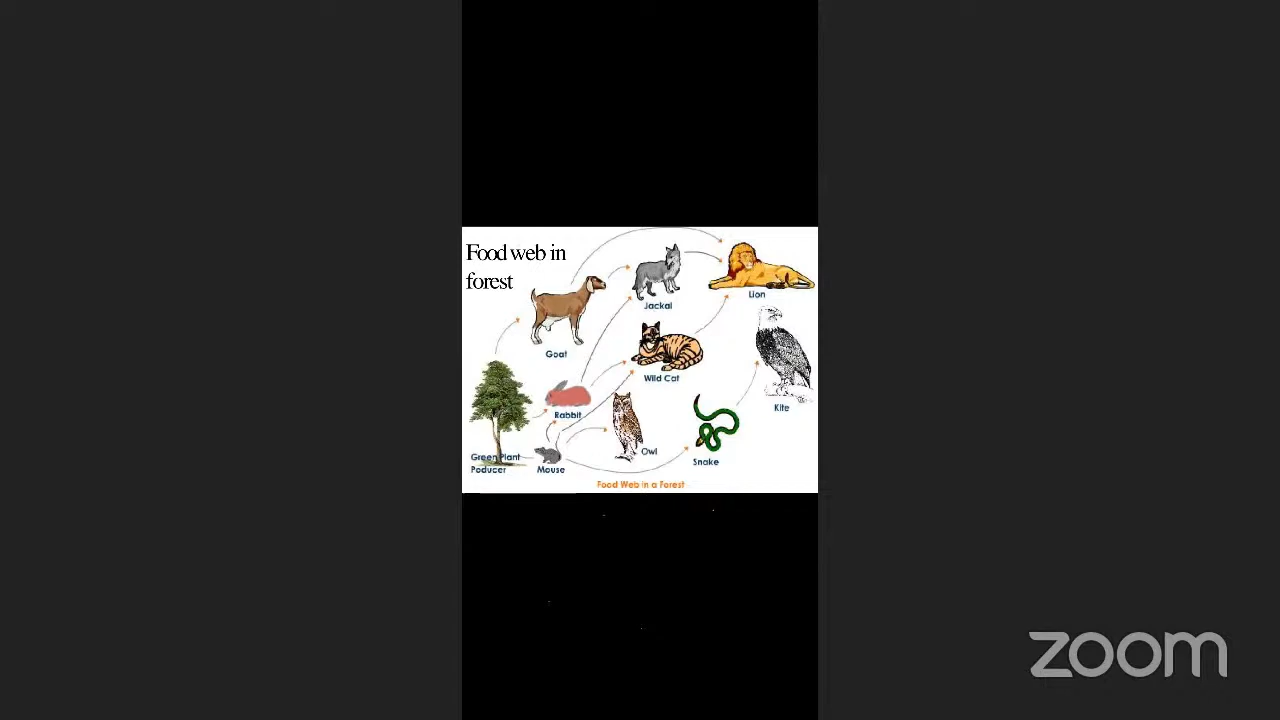 Food web in
forest
Jackal
Lion
Goat
Wild Cat
Kite
Rabbit
Owl
Green Plant
Poducer
Mouse
Snake
Food Web in a Forest
zoom